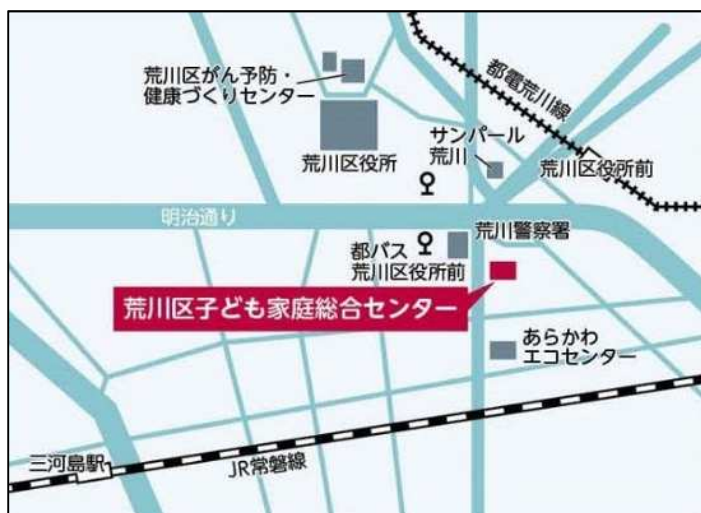 荒川区がん予防・
健康づくりセンター
都電荒川線
サンパール
荒川
荒川区役所
荒川区役所前
明治通り
荒川警察署
都バス
荒川区役所前
荒川区子ども家庭総合センター
あらかわ
エコセンター
三河島駅
JR常磐線